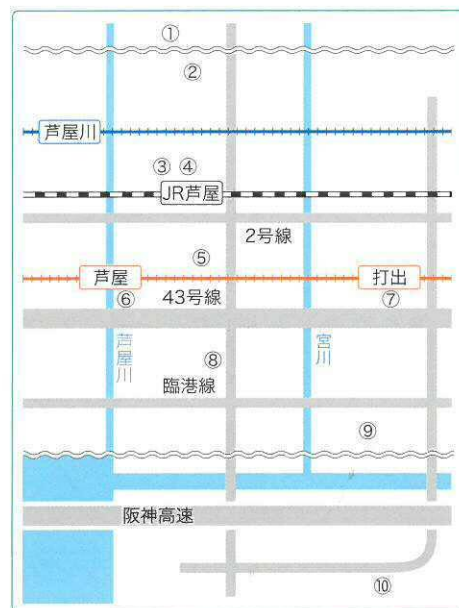 ①
②
芦屋川
③ ④
JR芦屋
2号線
⑤
芦屋
打出
⑥
43号線
⑦
芦屋川
宮川
⑧
臨港線
⑨
阪神高速
⑩